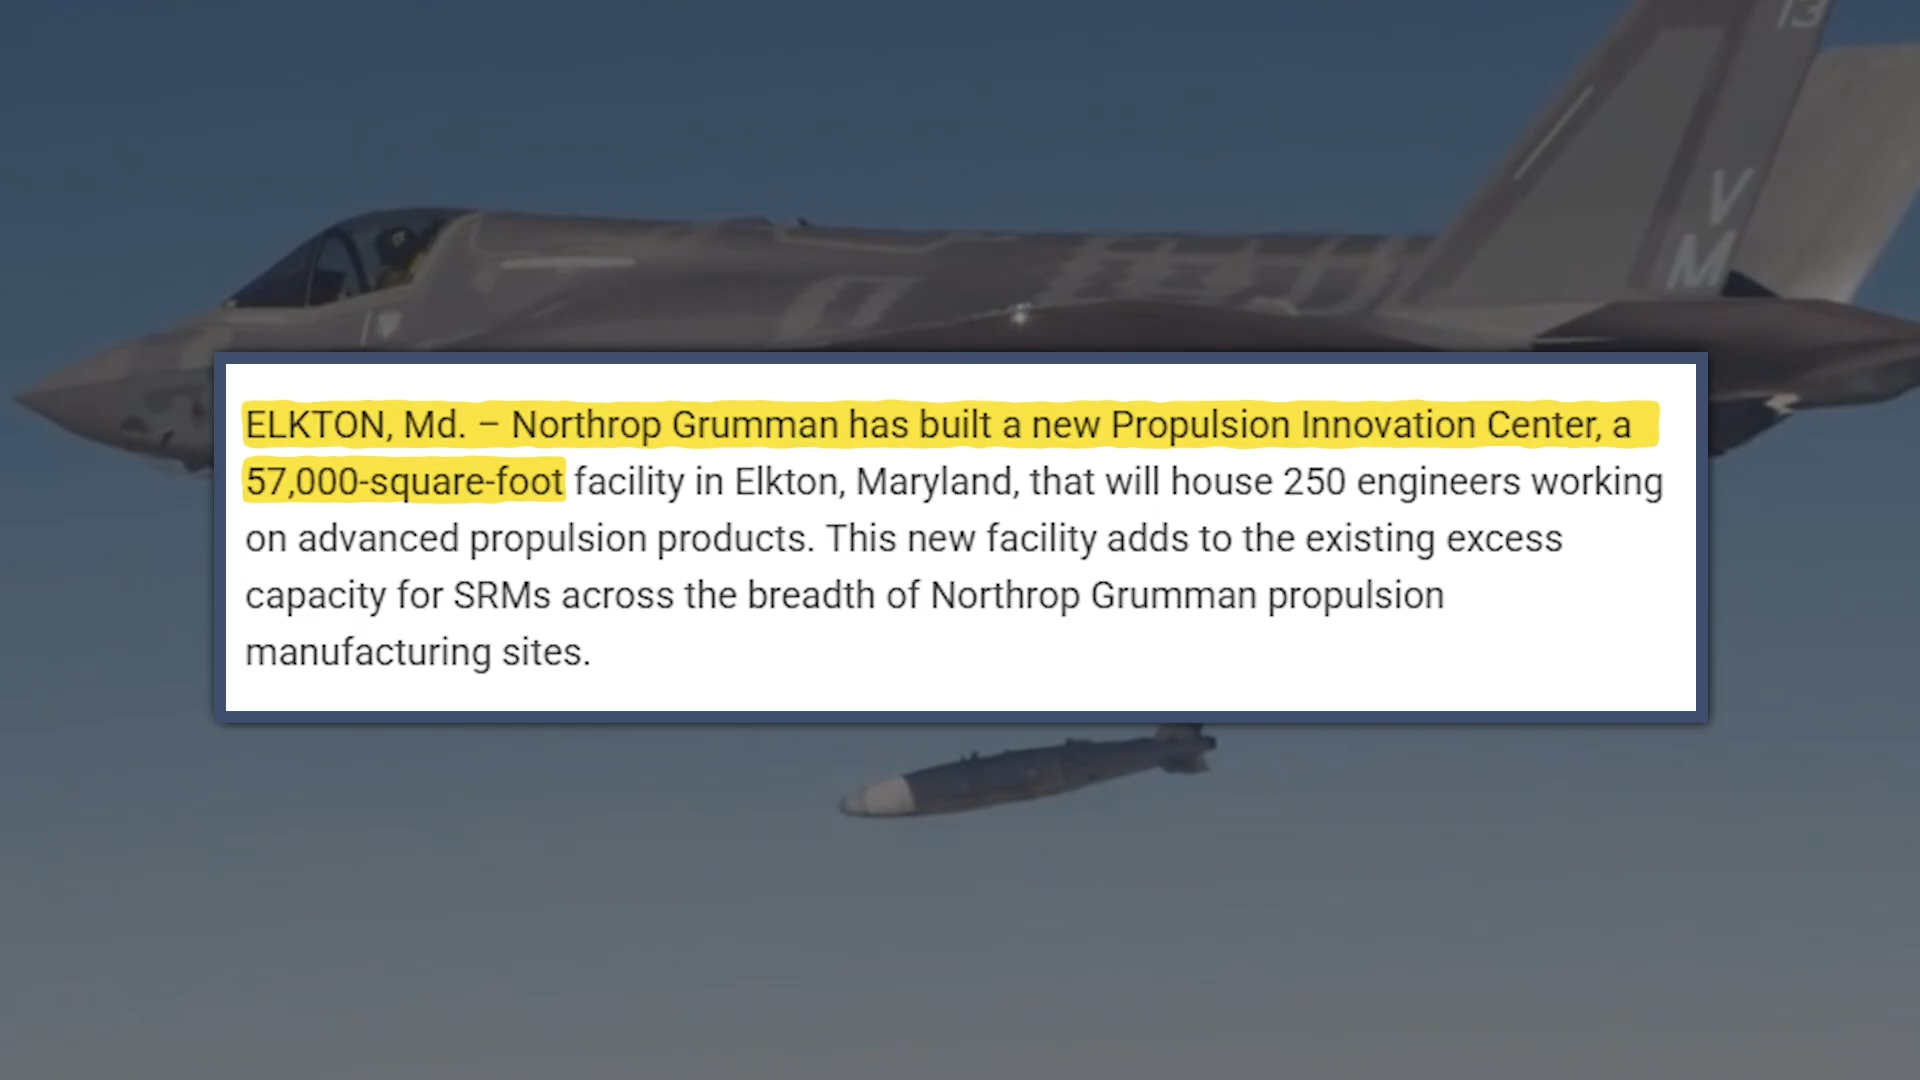 13
V
M
ELKTON, Md. – Northrop Grumman has built a new Propulsion Innovation Center, a
57,000-square-foot facility in Elkton, Maryland, that will house 250 engineers working
on advanced propulsion products. This new facility adds to the existing excess
capacity for SRMs across the breadth of Northrop Grumman propulsion
manufacturing sites.